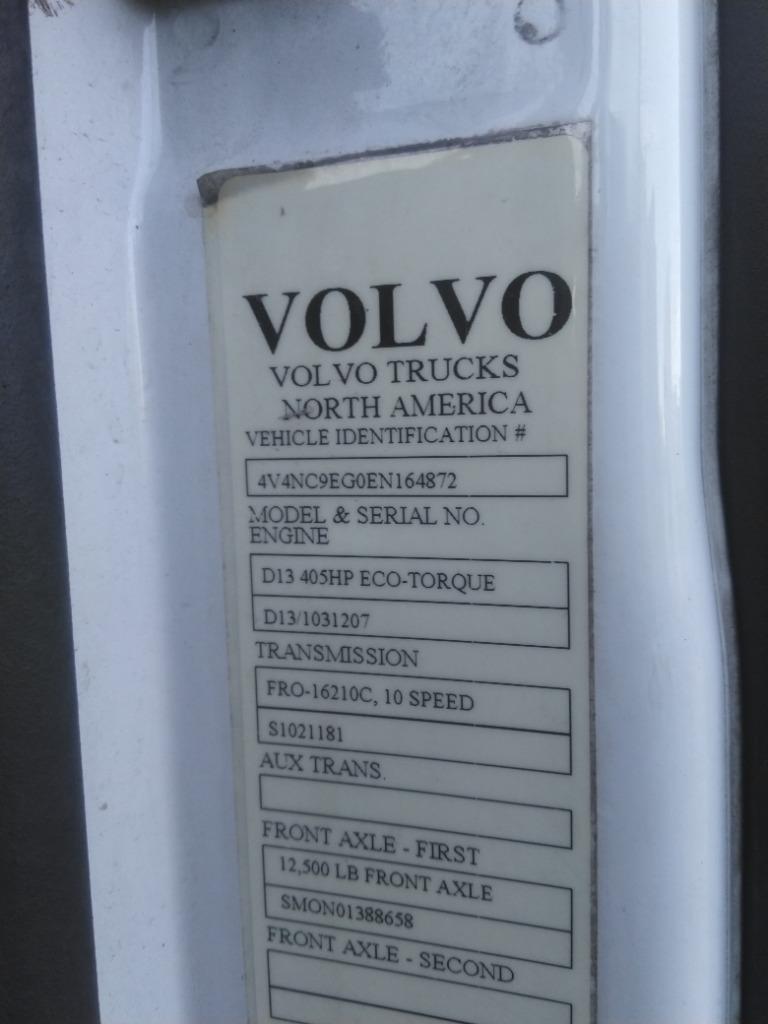 VOLVO
VOLVO TRUCKS
NORTH AMERICA
VEHICLE IDENTIFICATION #
4V4NC9EG0EN164872
MODEL & SERIAL NO.
ENGINE
D13 405HP ECO-TORQUE
D13/1031207
TRANSMISSION
FRO-16210C, 10 SPEED
S1021181
AUX TRANS.
FRONT AXLE - FIRST
12,500 LB FRONT AXLE
SMON01388658
FRONT AXLE - SECOND